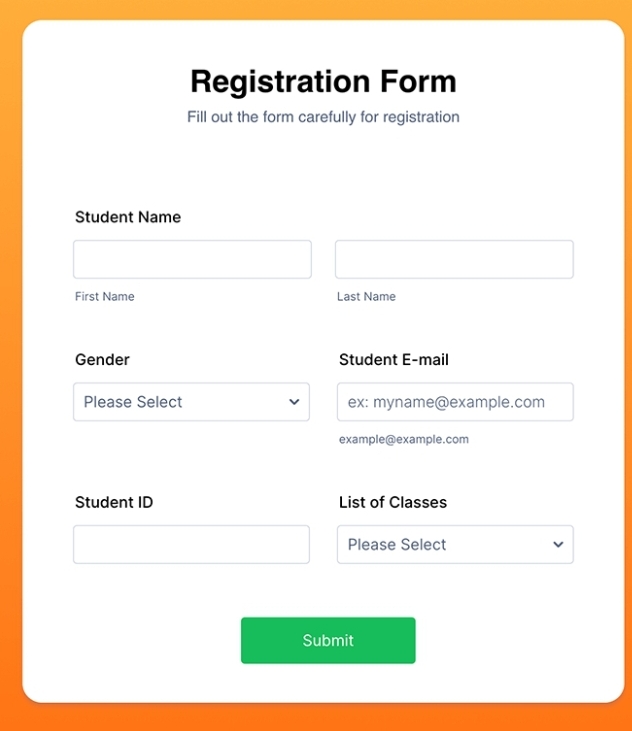 Registration Form
Fill out the form carefully for registration
Student Name
First Name Last Name
Gender Student E-mail
Please Select ex: myname@example.com
example@example.com
Student ID List of Classes
Please Select
Submit